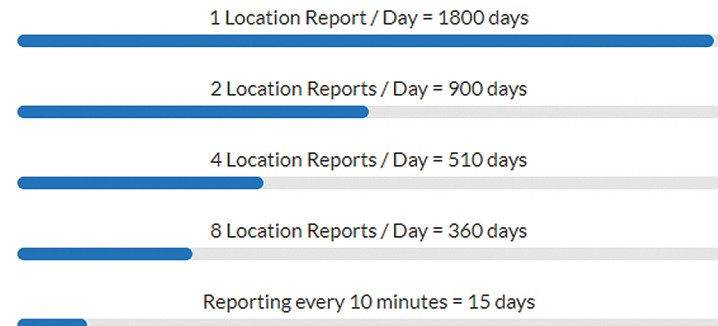 1 Location Report / Day = 1800 days
2 Location Reports / Day = 900 days
4 Location Reports / Day = 510 days
8 Location Reports / Day = 360 days
Reporting every 10 minutes = 15 days